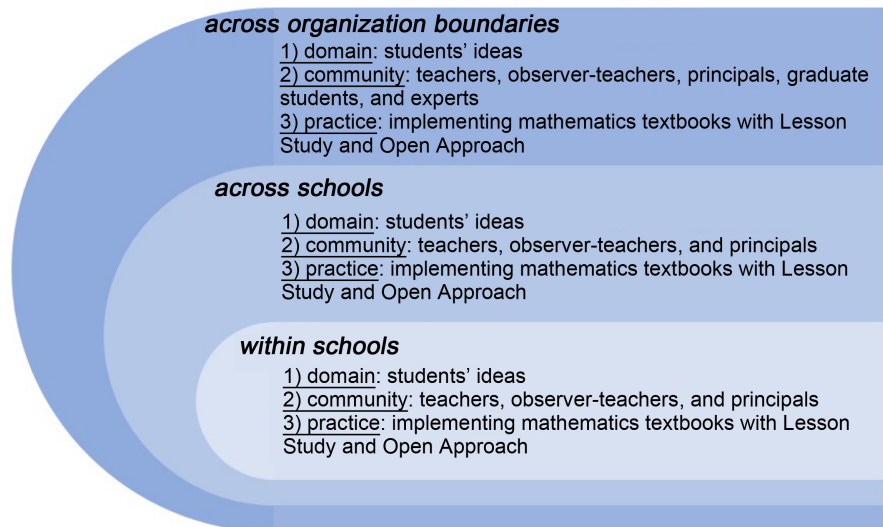 across organization boundaries
1) domain: students’ ideas
2) community: teachers, observer-teachers, principals, graduate
students, and experts
3) practice: implementing mathematics textbooks with Lesson
Study and Open Approach
across schools
1) domain: students’ ideas
2) community: teachers, observer-teachers, and principals
3) practice: implementing mathematics textbooks with Lesson
Study and Open Approach
within schools
1) domain: students’ ideas
2) community: teachers, observer-teachers, and principals
3) practice: implementing mathematics textbooks with Lesson
Study and Open Approach